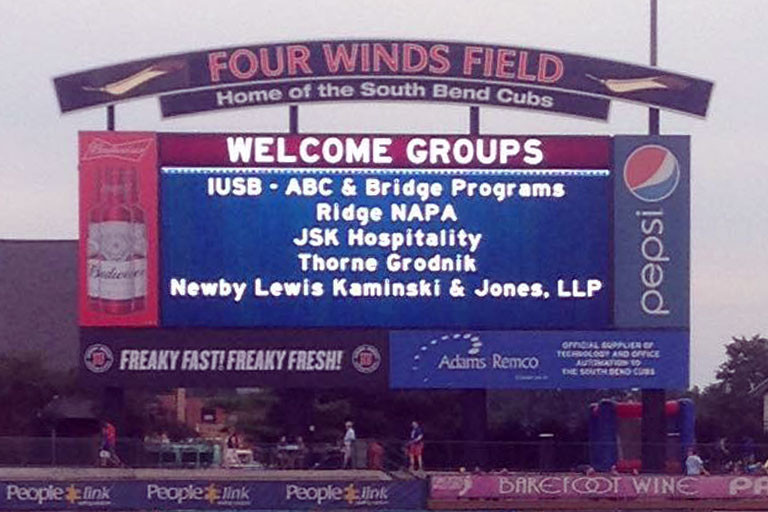 FOUR WINDS FIELD
Home of the South Bend Cubs
Budweiser
WELCOME GROUPS
IUSB - ABC & Bridge Programs
Ridge NAPA
JSK Hospitality
Thorne Grodnik
Newby Lewis Kaminski & Jones, LLP
Budweiser
pepsi
FREAKY FAST! FREAKY FRESH!
Adams Remco
OFFICIAL SUPPLIER OF
TECHNOLOGY AND OFFICE
AUTOMATION TO
THE SOUTH BEND CUBS
People link
People link
People link
BAREFOOT WINE